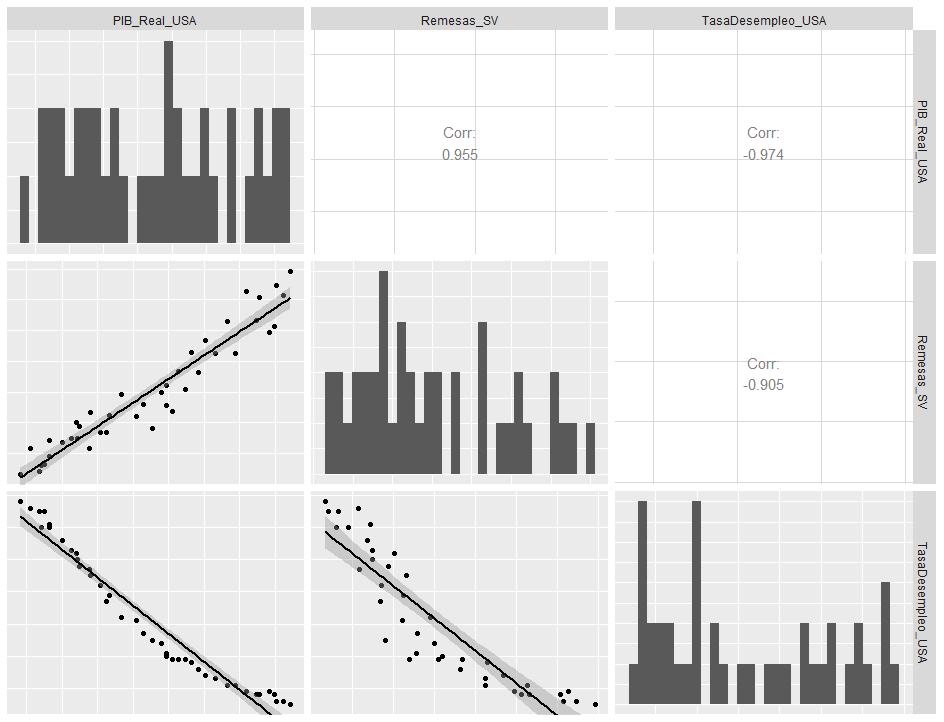 PIB_Real_USA
Remesas_SV
TasaDesempleo_USA
Corr:
0.955
Corr:
-0.974
PIB_Real_USA
Corr:
-0.905
Remesas_SV
TasaDesempleo_USA